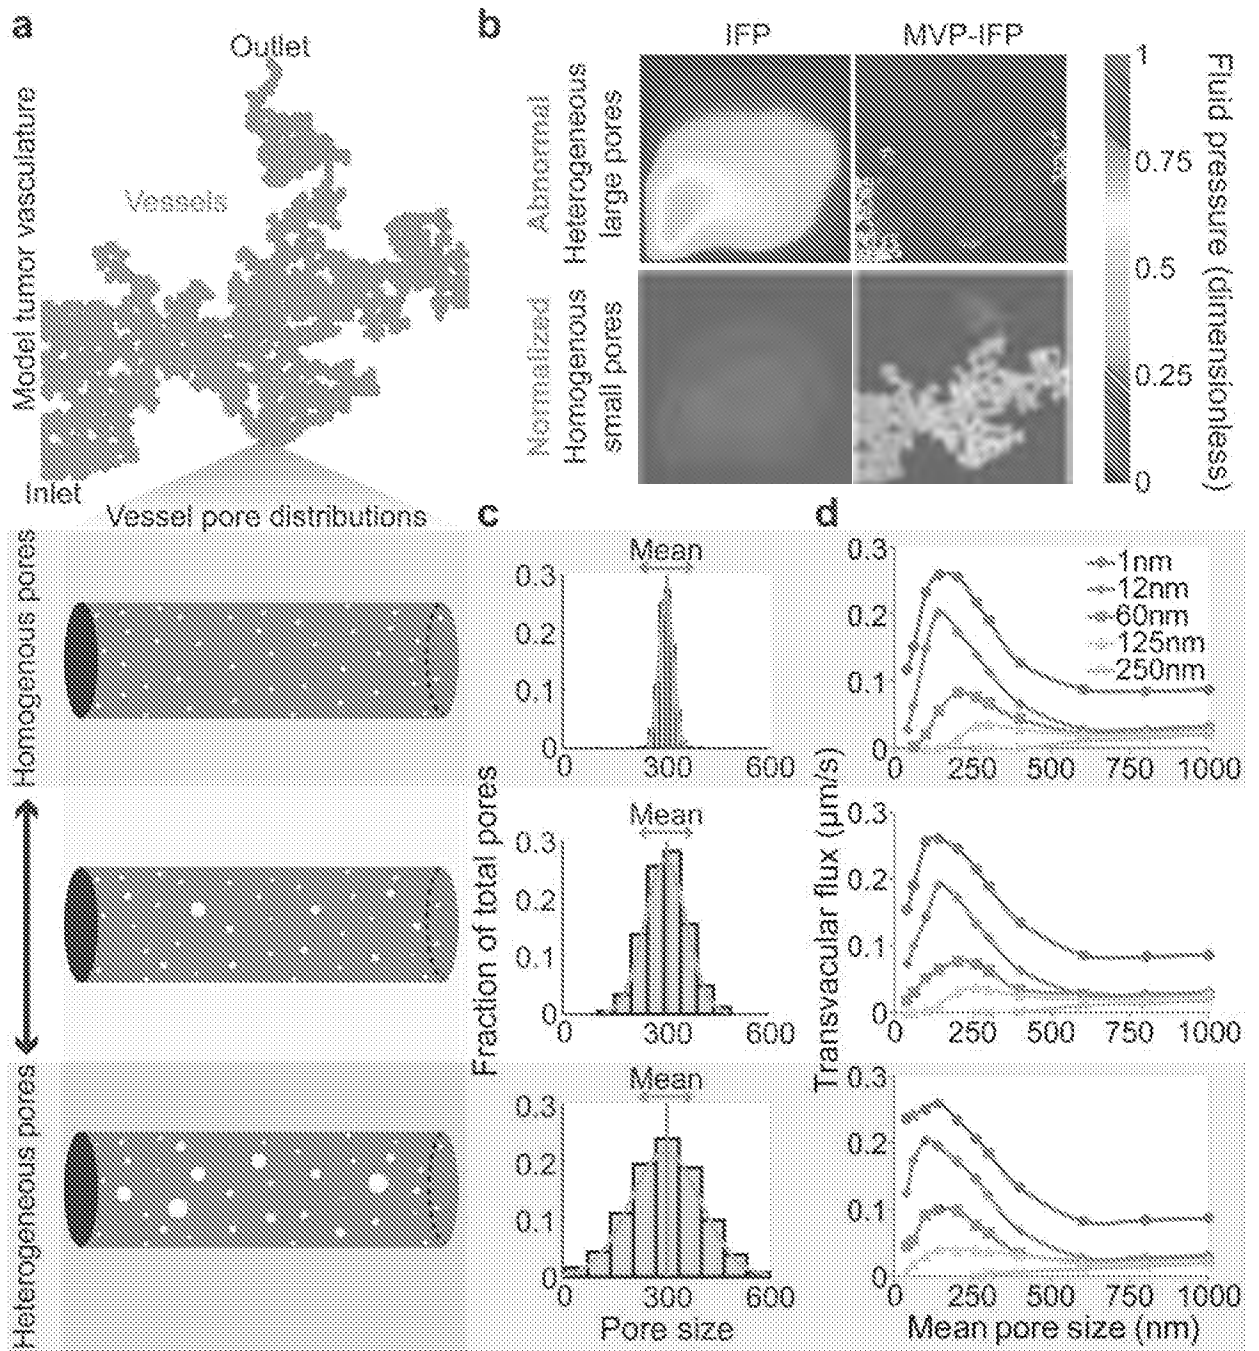 a
Outlet
Model tumor vasculature
Vessels
Inlet
Vessel pore distributions
Homogenous pores
Heterogeneous pores
b
IFP
MVP-IFP
Abnormal
Heterogeneous
large pores
Normalized
Homogenous
small pores
1
0.75
0.5
0.25
0
Fluid pressure (dimensionless)
c
Mean
0.3
0.2
0.1
0
0 300 600
Mean
0.3
0.2
0.1
0
0 300 600
Mean
0.3
0.2
0.1
0
0 300 600
Fraction of total pores
Pore size
d
0.3
0.2
0.1
0
1nm
12nm
60nm
125nm
250nm
0 250 500 750 1000
0.3
0.2
0.1
0
0 250 500 750 1000
0.3
0.2
0.1
0
0 250 500 750 1000
Transvacular flux (μm/s)
Mean pore size (nm)